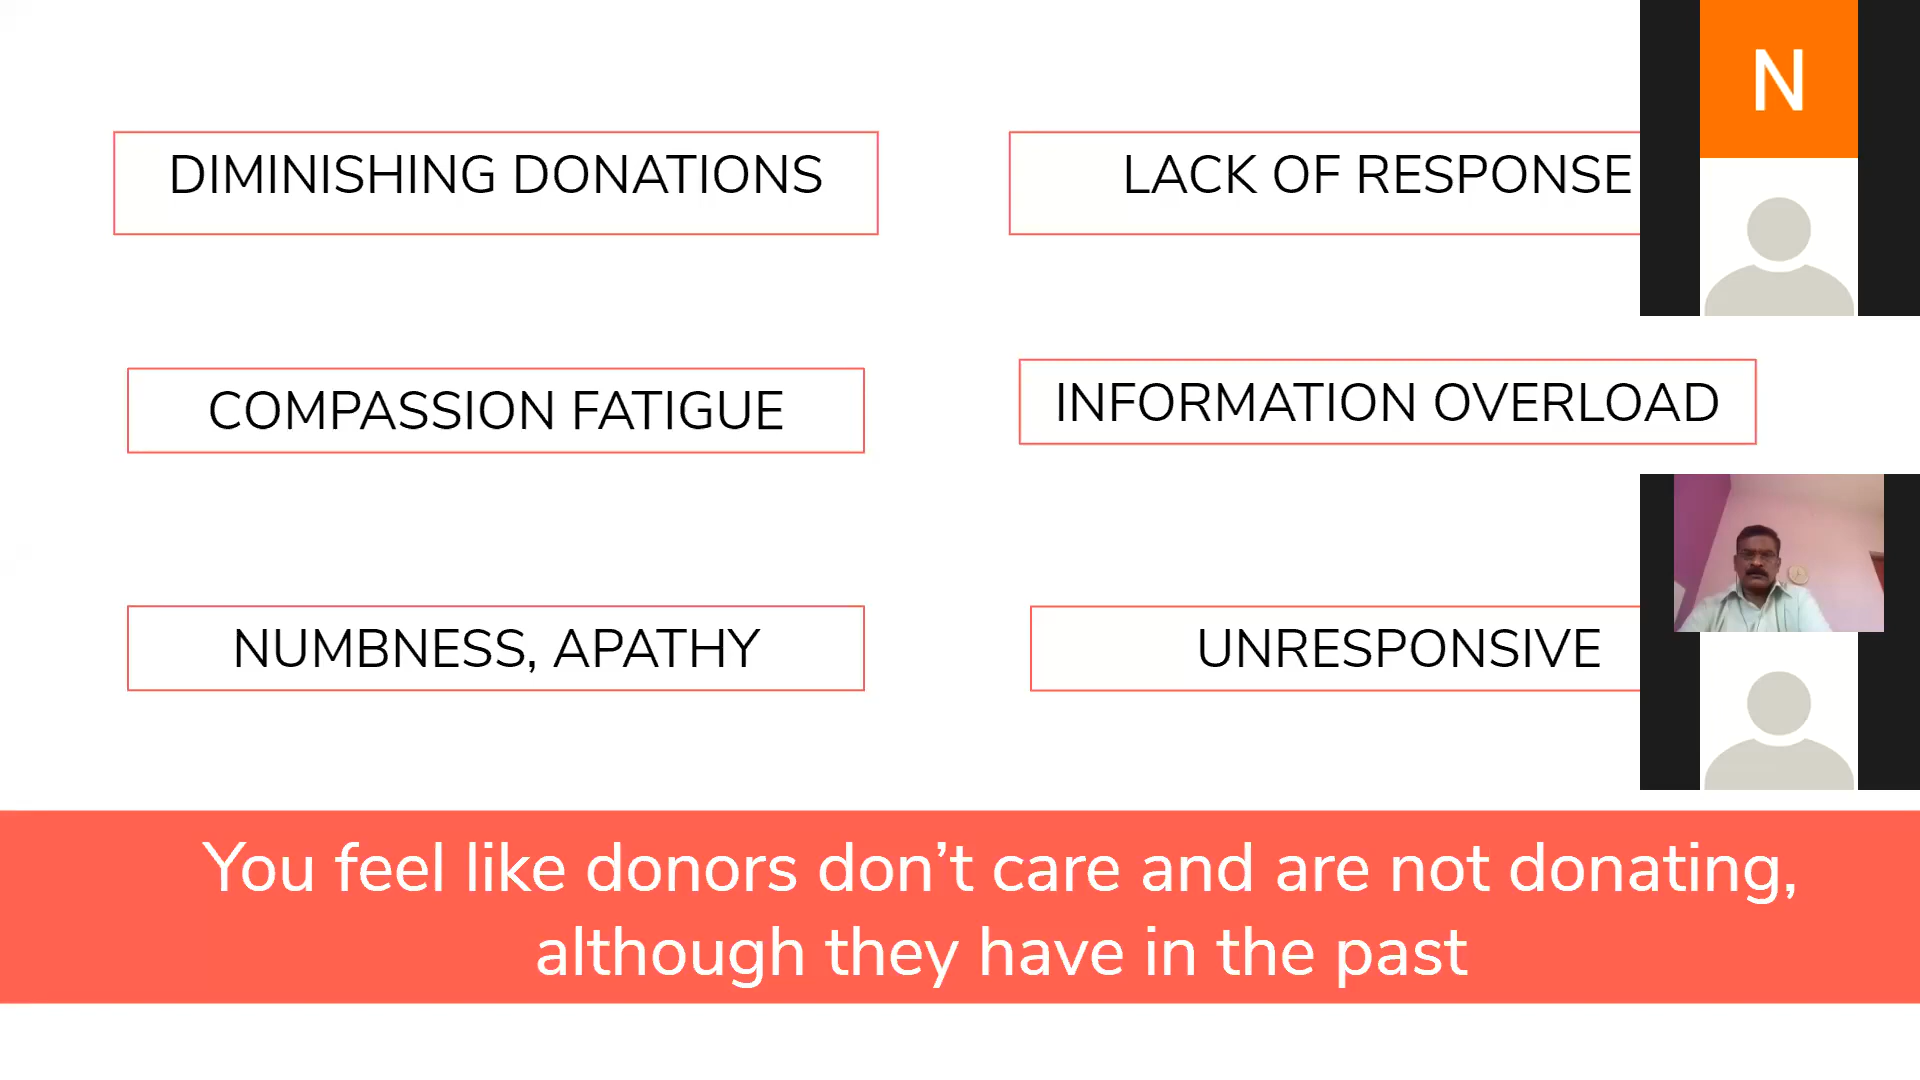 DIMINISHING DONATIONS
LACK OF RESPONSE
COMPASSION FATIGUE
INFORMATION OVERLOAD
NUMBNESS, APATHY
UNRESPONSIVE
You feel like donors don’t care and are not donating,
although they have in the past
N